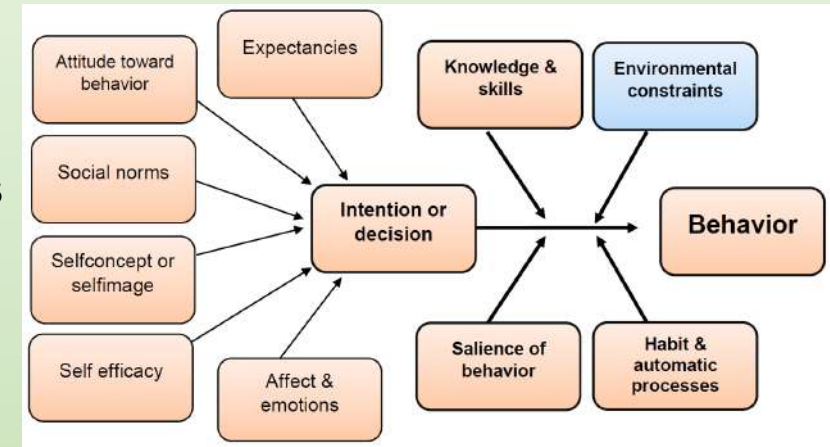 Attitude toward
behavior
Expectancies
Knowledge &
skills
Environmental
constraints
Social norms
Intention or
decision
Behavior
Selfconcept or
selfimage
Self efficacy
Affect &
emotions
Salience of
behavior
Habit &
automatic
processes